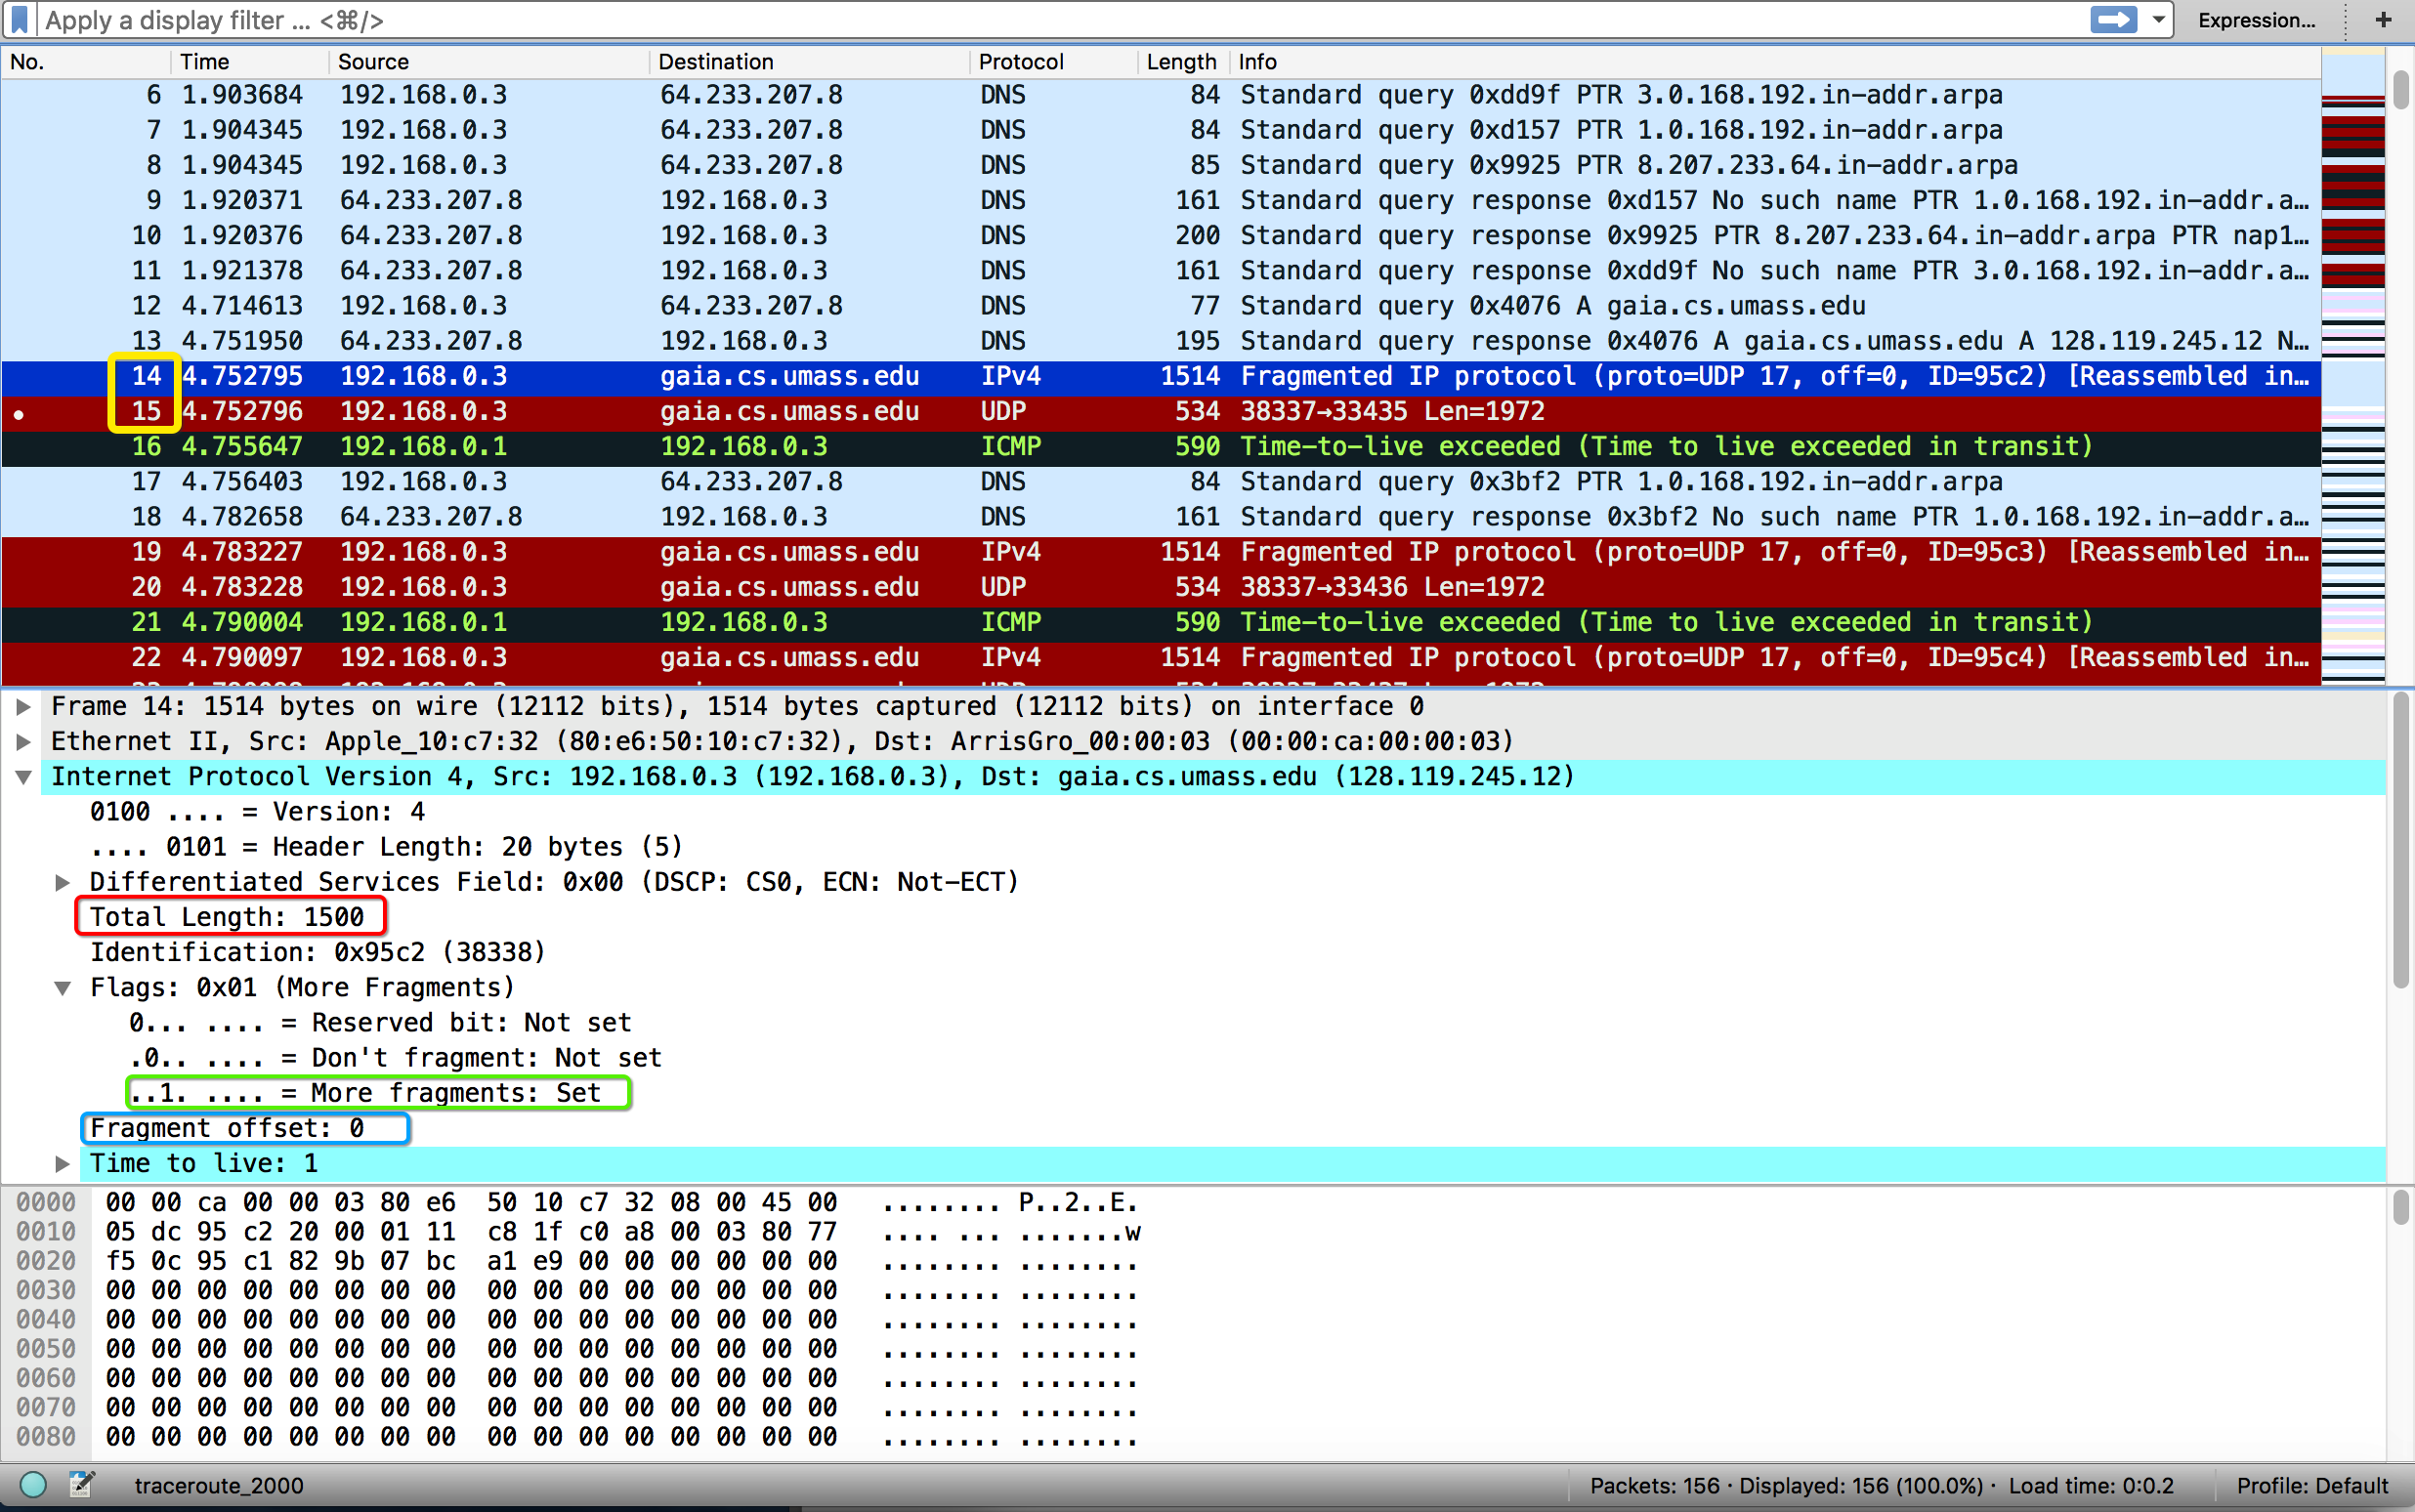 Apply a display filter ... <⌘/> Expression... +
No. Time Source Destination Protocol Length Info
6 1.903684 192.168.0.3 64.233.207.8 DNS 84 Standard query 0xdd9f PTR 3.0.168.192.in-addr.arpa
7 1.904345 192.168.0.3 64.233.207.8 DNS 84 Standard query 0xd157 PTR 1.0.168.192.in-addr.arpa
8 1.904345 192.168.0.3 64.233.207.8 DNS 85 Standard query 0x9925 PTR 8.207.233.64.in-addr.arpa
9 1.920371 64.233.207.8 192.168.0.3 DNS 161 Standard query response 0xd157 No such name PTR 1.0.168.192.in-addr.a...
10 1.920376 64.233.207.8 192.168.0.3 DNS 200 Standard query response 0x9925 PTR 8.207.233.64.in-addr.arpa PTR nap1...
11 1.921378 64.233.207.8 192.168.0.3 DNS 161 Standard query response 0xdd9f No such name PTR 3.0.168.192.in-addr.a...
12 4.714613 192.168.0.3 64.233.207.8 DNS 77 Standard query 0x4076 A gaia.cs.umass.edu
13 4.751950 64.233.207.8 192.168.0.3 DNS 195 Standard query response 0x4076 A gaia.cs.umass.edu A 128.119.245.12 N...
14 4.752795 192.168.0.3 gaia.cs.umass.edu IPv4 1514 Fragmented IP protocol (proto=UDP 17, off=0, ID=95c2) [Reassembled in...
15 4.752796 192.168.0.3 gaia.cs.umass.edu UDP 534 38337→33435 Len=1972
16 4.755647 192.168.0.1 192.168.0.3 ICMP 590 Time-to-live exceeded (Time to live exceeded in transit)
17 4.756403 192.168.0.3 64.233.207.8 DNS 84 Standard query 0x3bf2 PTR 1.0.168.192.in-addr.arpa
18 4.782658 64.233.207.8 192.168.0.3 DNS 161 Standard query response 0x3bf2 No such name PTR 1.0.168.192.in-addr.a...
19 4.783227 192.168.0.3 gaia.cs.umass.edu IPv4 1514 Fragmented IP protocol (proto=UDP 17, off=0, ID=95c3) [Reassembled in...
20 4.783228 192.168.0.3 gaia.cs.umass.edu UDP 534 38337→33436 Len=1972
21 4.790004 192.168.0.1 192.168.0.3 ICMP 590 Time-to-live exceeded (Time to live exceeded in transit)
22 4.790097 192.168.0.3 gaia.cs.umass.edu IPv4 1514 Fragmented IP protocol (proto=UDP 17, off=0, ID=95c4) [Reassembled in...
Frame 14: 1514 bytes on wire (12112 bits), 1514 bytes captured (12112 bits) on interface 0
Ethernet II, Src: Apple_10:c7:32 (80:e6:50:10:c7:32), Dst: ArrisGro_00:00:03 (00:00:ca:00:00:03)
Internet Protocol Version 4, Src: 192.168.0.3 (192.168.0.3), Dst: gaia.cs.umass.edu (128.119.245.12)
0100 .... = Version: 4
.... 0101 = Header Length: 20 bytes (5)
Differentiated Services Field: 0x00 (DSCP: CS0, ECN: Not-ECT)
Total Length: 1500
Identification: 0x95c2 (38338)
Flags: 0x01 (More Fragments)
0... .... = Reserved bit: Not set
.0.. .... = Don't fragment: Not set
..1. .... = More fragments: Set
Fragment offset: 0
Time to live: 1
0000 00 00 ca 00 00 03 80 e6 50 10 c7 32 08 00 45 00 ........ P..2..E.
0010 05 dc 95 c2 20 00 01 11 c8 1f c0 a8 00 03 80 77 .... ... .......w
0020 f5 0c 95 c1 82 9b 07 bc a1 e9 00 00 00 00 00 00 ........ ........
0030 00 00 00 00 00 00 00 00 00 00 00 00 00 00 00 00 ........ ........
0040 00 00 00 00 00 00 00 00 00 00 00 00 00 00 00 00 ........ ........
0050 00 00 00 00 00 00 00 00 00 00 00 00 00 00 00 00 ........ ........
0060 00 00 00 00 00 00 00 00 00 00 00 00 00 00 00 00 ........ ........
0070 00 00 00 00 00 00 00 00 00 00 00 00 00 00 00 00 ........ ........
0080 00 00 00 00 00 00 00 00 00 00 00 00 00 00 00 00 ........ ........
traceroute_2000 Packets: 156 · Displayed: 156 (100.0%) · Load time: 0:0.2 Profile: Default